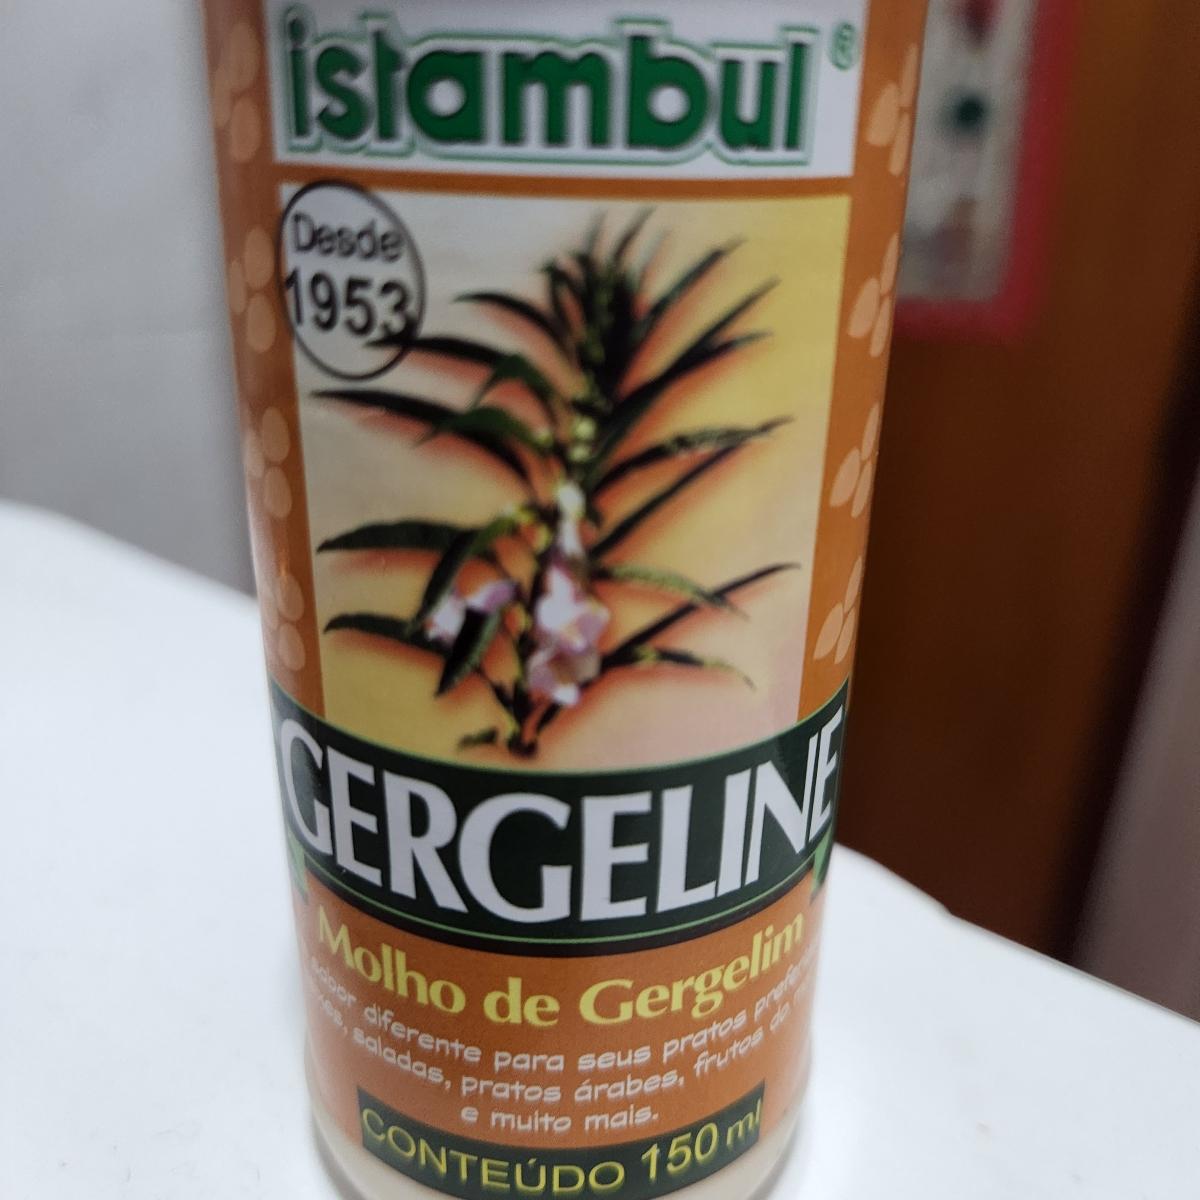 istambul®
Desde
1953
GERGELINE
Molho de Gergelim
sabor diferente para seus pratos
saladas, pratos árabes, frutos do
e muito mais.
CONTEÚDO 150 ml